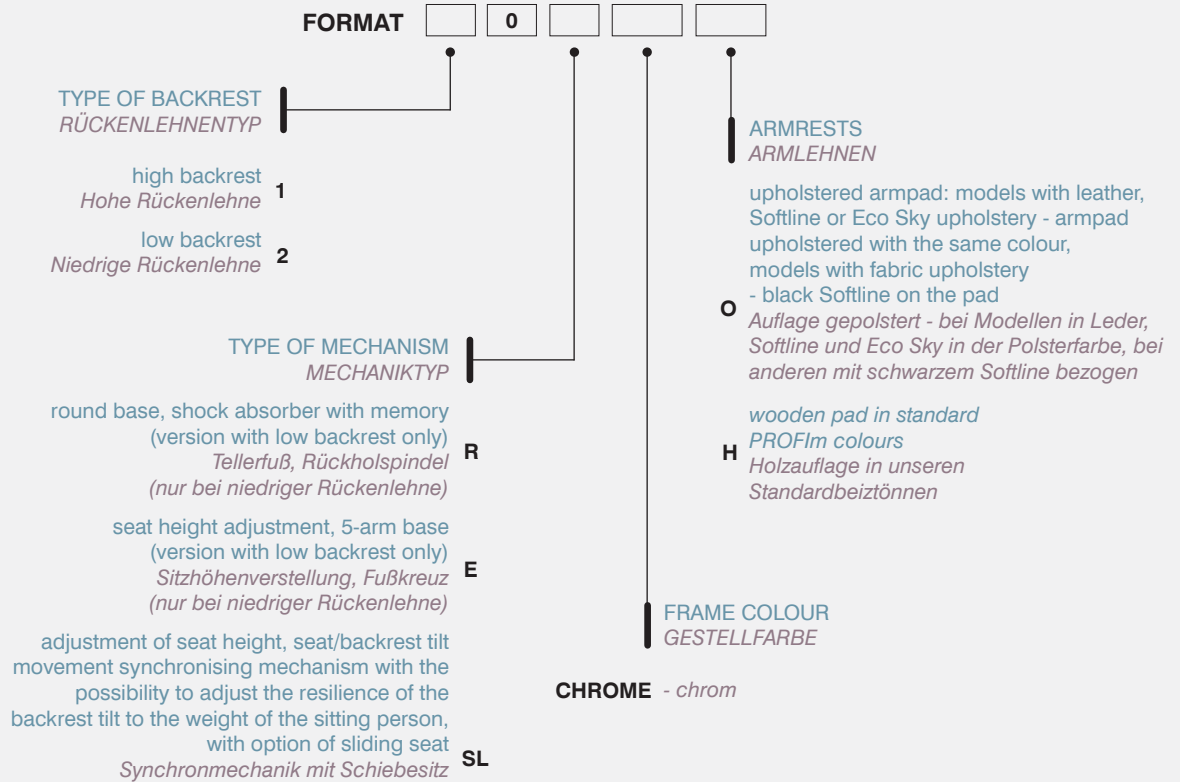 FORMAT 0
TYPE OF BACKREST
RÜCKENLEHNENTYP
high backrest
Hohe Rückenlehne
1
low backrest
Niedrige Rückenlehne
2
TYPE OF MECHANISM
MECHANIKTYP
round base, shock absorber with memory
(version with low backrest only)
Tellerfuß, Rückholspindel
(nur bei niedriger Rückenlehne)
R
seat height adjustment, 5-arm base
(version with low backrest only)
Sitzhöhenverstellung, Fußkreuz
(nur bei niedriger Rückenlehne)
E
adjustment of seat height, seat/backrest tilt
movement synchronising mechanism with the
possibility to adjust the resilience of the
backrest tilt to the weight of the sitting person,
with option of sliding seat
Synchronmechanik mit Schiebesitz
SL
FRAME COLOUR
GESTELLFARBE
CHROME - chrom
ARMRESTS
ARMLEHNEN
upholstered armpad: models with leather,
Softline or Eco Sky upholstery - armpad
upholstered with the same colour,
models with fabric upholstery
- black Softline on the pad
O
Auflage gepolstert - bei Modellen in Leder,
Softline und Eco Sky in der Polsterfarbe, bei
anderen mit schwarzem Softline bezogen
wooden pad in standard
PROFIm colours
H
Holzauflage in unseren
Standardbeiztönnen